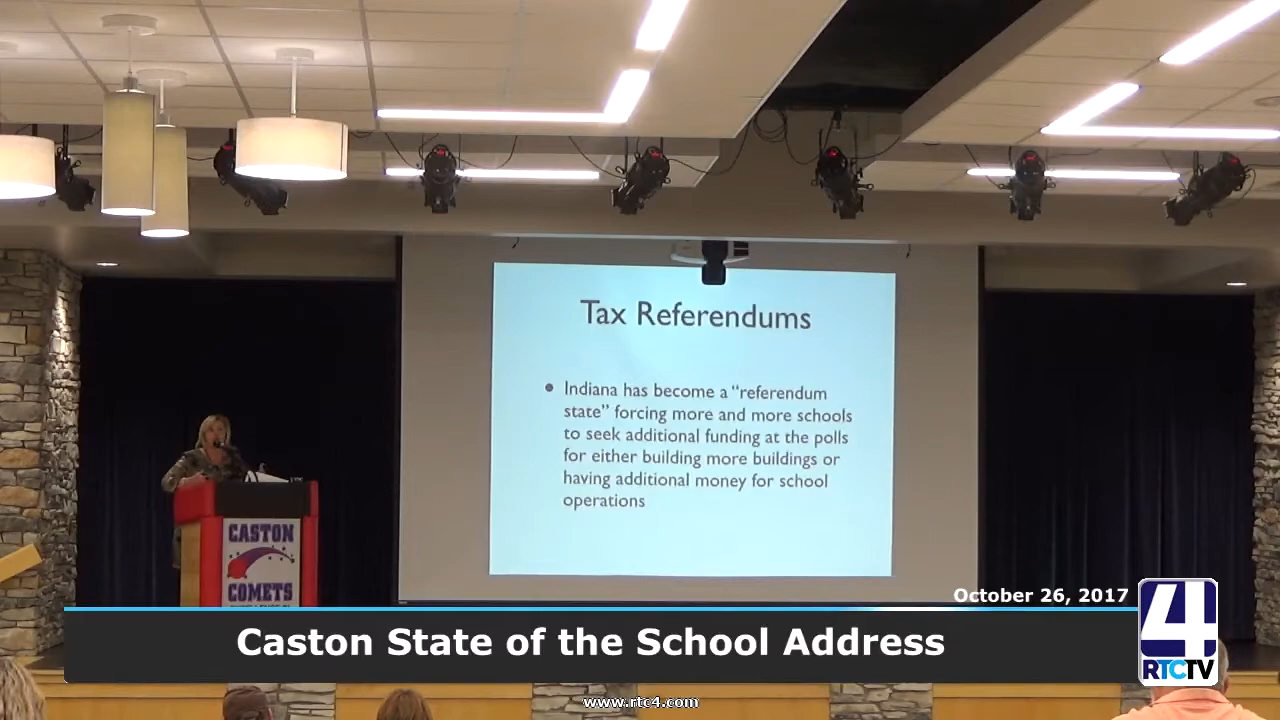 Tax Referendums
• Indiana has become a “referendum
state” forcing more and more schools
to seek additional funding at the polls
for either building more buildings or
having additional money for school
operations
CASTON
COMETS
October 26, 2017
Caston State of the School Address
4
RTCTV
www.rtc4.com